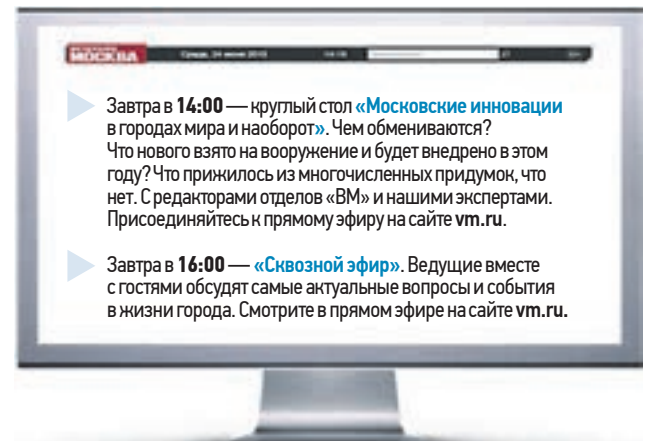 МОСКВА
Завтра в 14:00 — круглый стол «Московские инновации
в городах мира и наоборот». Чем обмениваются?
Что нового взято на вооружение и будет внедрено в этом
году? Что прижилось из многочисленных придумок, что
нет. С редакторами отделов «ВМ» и нашими экспертами.
Присоединяйтесь к прямому эфиру на сайте vm.ru.
Завтра в 16:00 — «Сквозной эфир». Ведущие вместе
с гостями обсудят самые актуальные вопросы и события
в жизни города. Смотрите в прямом эфире на сайте vm.ru.